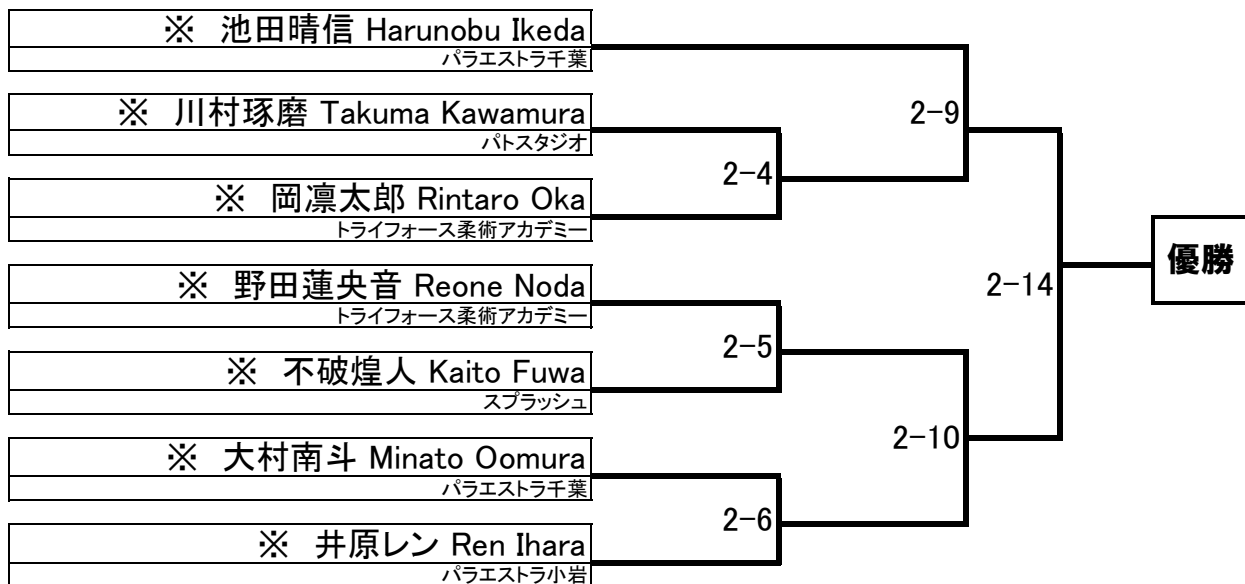 ※ 池田晴信 Harunobu Ikeda
パラエストラ千葉
※ 川村琢磨 Takuma Kawamura
パトスタジオ
※ 岡凛太郎 Rintaro Oka
トライフォース柔術アカデミー
※ 野田蓮央音 Reone Noda
トライフォース柔術アカデミー
※ 不破煌人 Kaito Fuwa
スプラッシュ
※ 大村南斗 Minato Oomura
パラエストラ千葉
※ 井原レン Ren Ihara
パラエストラ小岩
2-4
2-5
2-6
2-9
2-10
2-14
優勝